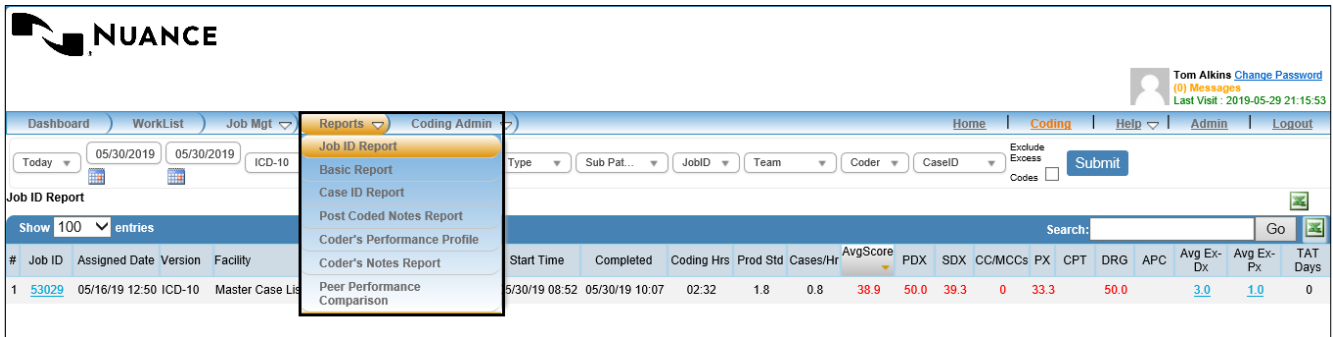 NUANCE
Tom Alkins Change Password
(0) Messages
Last Visit : 2019-05-29 21:15:53
Dashboard WorkList Job Mgt Reports Coding Admin Home | Coding | Help | Admin | Logout
Job ID Report
Basic Report
Case ID Report
Post Coded Notes Report
Coder's Performance Profile
Coder's Notes Report
Peer Performance
Comparison
Today 05/30/2019 05/30/2019 ICD-10 Type Sub Pat... JobID Team Coder CaseID Exclude
Excess
Codes Submit
Job ID Report
Show 100 entries Search: Go
# Job ID Assigned Date Version Facility Start Time Completed Coding Hrs Prod Std Cases/Hr AvgScore PDX SDX CC/MCCs PX CPT DRG APC Avg Ex-Dx Avg Ex-Px TAT Days
1 53029 05/16/19 12:50 ICD-10 Master Case Lis 5/30/19 08:52 05/30/19 10:07 02:32 1.8 0.8 38.9 50.0 39.3 0 33.3 50.0 3.0 1.0 0